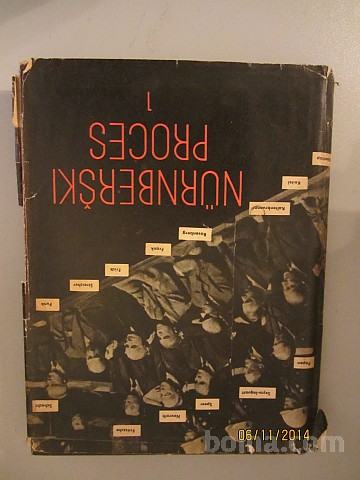 Papen
Seyss-Inquart
Speer
Neurath
Fritzsche
Schacht
Keitel
Kaltenbrunner
Rosenberg
Frank
Frick
Streicher
Funk
NÜRNBERŠKI
PROCES
1
06/11/2014
bolha.com